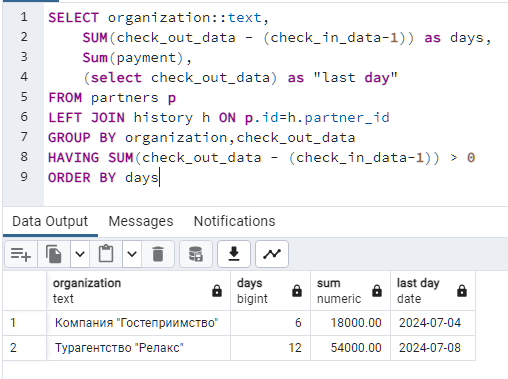 1 SELECT organization::text,
2 SUM(check_out_data - (check_in_data-1)) as days,
3 Sum(payment),
4 (select check_out_data) as "last day"
5 FROM partners p
6 LEFT JOIN history h ON p.id=h.partner_id
7 GROUP BY organization,check_out_data
8 HAVING SUM(check_out_data - (check_in_data-1)) > 0
9 ORDER BY days
Data Output Messages Notifications
organization days sum last day
text bigint numeric date
1 Компания "Гостеприимство" 6 18000.00 2024-07-04
2 Турагентство "Релакс" 12 54000.00 2024-07-08